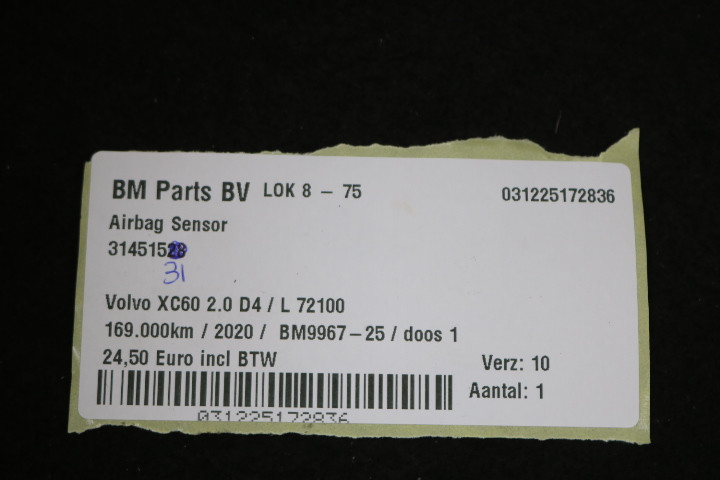 BM Parts BV LOK 8 - 75 031225172836
Airbag Sensor
31451528
31
Volvo XC60 2.0 D4 / L 72100
169.000km / 2020 / BM9967-25 / doos 1
24,50 Euro incl BTW Verz: 10
Aantal: 1
031225172836